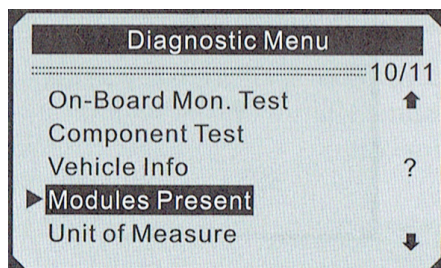 Diagnostic Menu
10/11
On-Board Mon. Test
Component Test
Vehicle Info
?
Modules Present
Unit of Measure